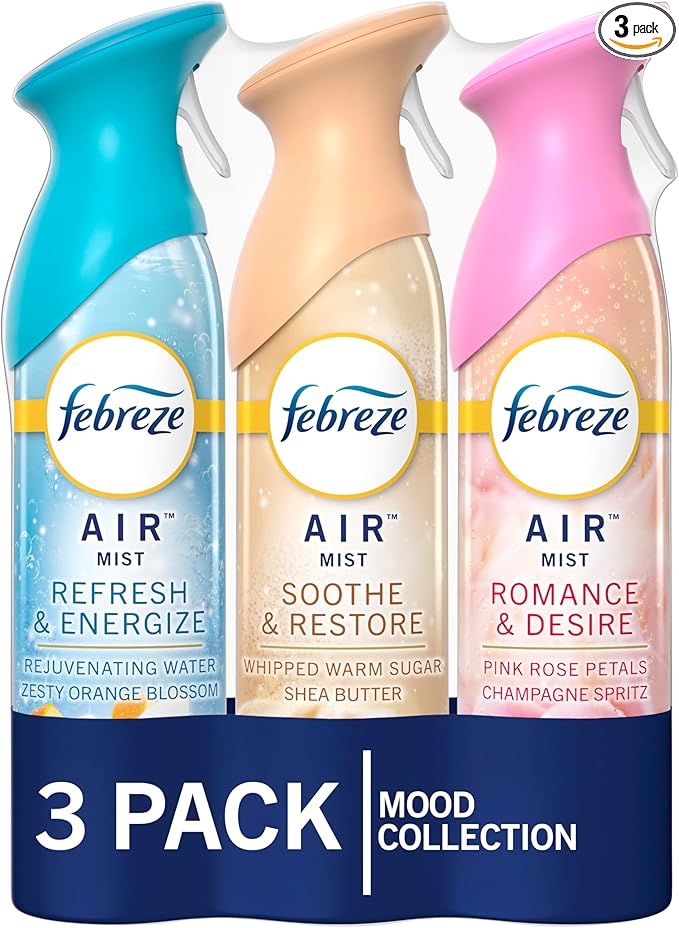 3 pack
febreze
AIR™
MIST
REFRESH
& ENERGIZE
REJUVENATING WATER
ZESTY ORANGE BLOSSOM
febreze
AIR™
MIST
SOOTHE
& RESTORE
WHIPPED WARM SUGAR
SHEA BUTTER
febreze
AIR™
MIST
ROMANCE
& DESIRE
PINK ROSE PETALS
CHAMPAGNE SPRITZ
3 PACK
MOOD
COLLECTION